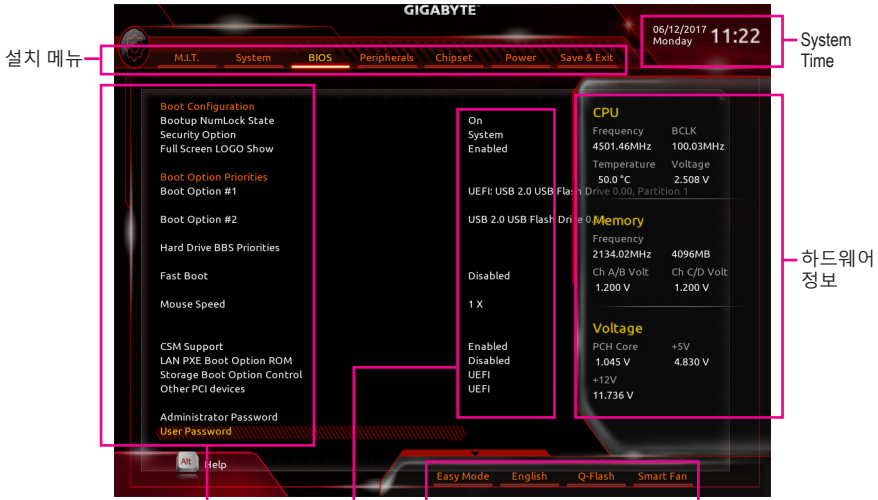 GIGABYTE
06/12/2017 11:22
Monday
System
Time
설치 메뉴
M.I.T. System BIOS Peripherals Chipset Power Save & Exit
Boot Configuration
Bootup NumLock State On
Security Option System
Full Screen LOGO Show Enabled
Boot Option Priorities
Boot Option #1 UEFI: USB 2.0 USB Flash Drive 0.00, Partition 1
Boot Option #2 USB 2.0 USB Flash Drive
Hard Drive BBS Priorities
Fast Boot Disabled
Mouse Speed 1 X
CSM Support Enabled
LAN PXE Boot Option ROM Disabled
Storage Boot Option Control UEFI
Other PCI devices UEFI
Administrator Password
User Password
CPU
Frequency BCLK
4501.46MHz 100.03MHz
Temperature Voltage
50.0 °C 2.508 V
Memory
Frequency
2134.02MHz 4096MB
Ch A/B Volt Ch C/D Volt
1.200 V 1.200 V
Voltage
PCH Core +5V
1.045 V 4.830 V
+12V
11.736 V
하드웨어
정보
Alt Help
Easy Mode English Q-Flash Smart Fan